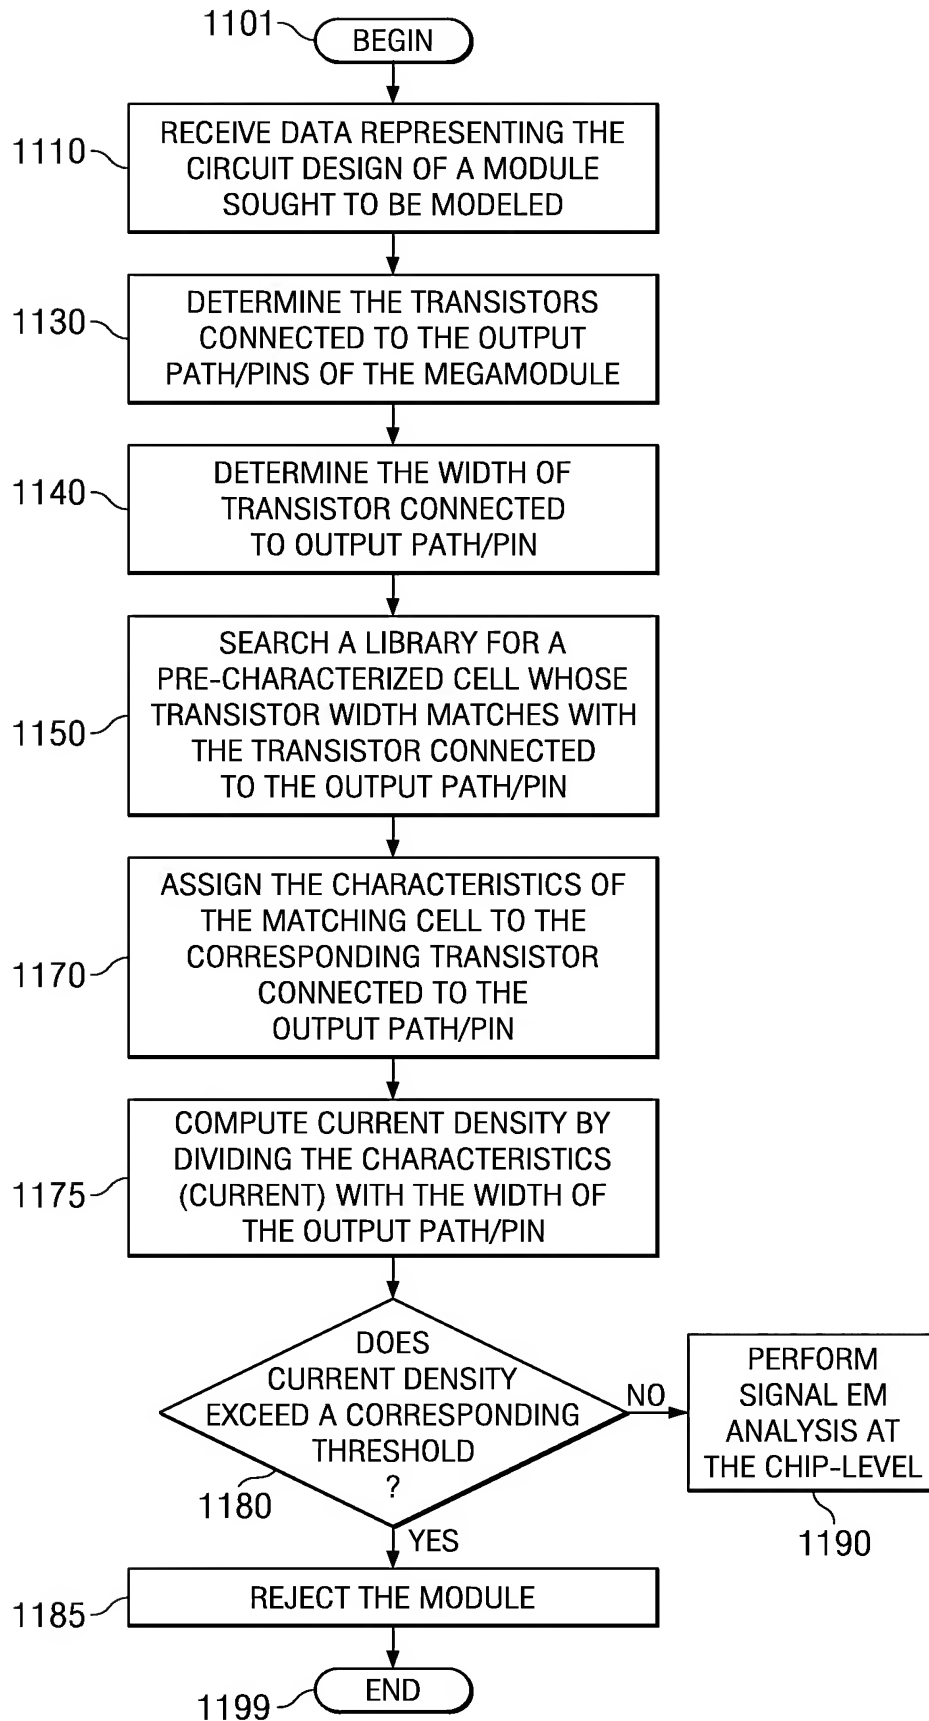 1101
BEGIN
1110
RECEIVE DATA REPRESENTING THE
CIRCUIT DESIGN OF A MODULE
SOUGHT TO BE MODELED
1130
DETERMINE THE TRANSISTORS
CONNECTED TO THE OUTPUT
PATH/PINS OF THE MEGAMODULE
1140
DETERMINE THE WIDTH OF
TRANSISTOR CONNECTED
TO OUTPUT PATH/PIN
1150
SEARCH A LIBRARY FOR A
PRE-CHARACTERIZED CELL WHOSE
TRANSISTOR WIDTH MATCHES WITH
THE TRANSISTOR CONNECTED
TO THE OUTPUT PATH/PIN
1170
ASSIGN THE CHARACTERISTICS OF
THE MATCHING CELL TO THE
CORRESPONDING TRANSISTOR
CONNECTED TO THE
OUTPUT PATH/PIN
1175
COMPUTE CURRENT DENSITY BY
DIVIDING THE CHARACTERISTICS
(CURRENT) WITH THE WIDTH OF
THE OUTPUT PATH/PIN
DOES
CURRENT DENSITY
EXCEED A CORRESPONDING
THRESHOLD
?
1180
NO
PERFORM
SIGNAL EM
ANALYSIS AT
THE CHIP-LEVEL
1190
YES
1185
REJECT THE MODULE
1199
END